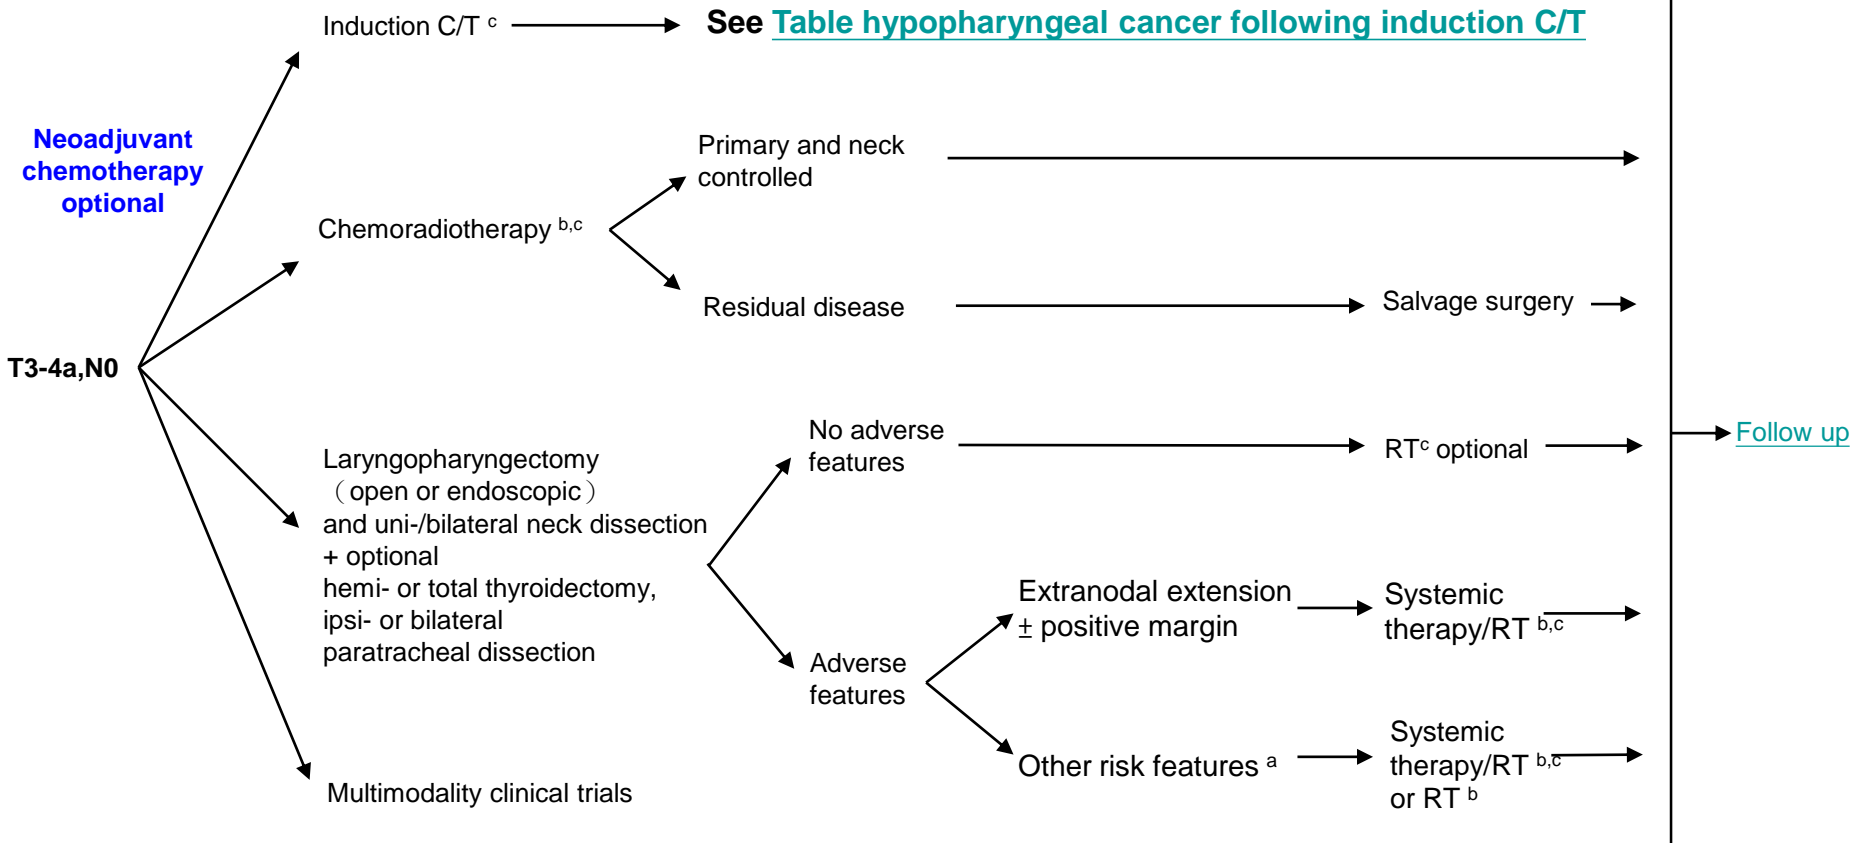 Induction C/T c
See Table hypopharyngeal cancer following induction C/T
Neoadjuvant
chemotherapy
optional
Primary and neck
controlled
Chemoradiotherapy b,c
Residual disease
Salvage surgery
T3-4a,N0
No adverse
features
RTc optional
Follow up
Laryngopharyngectomy
（open or endoscopic）
and uni-/bilateral neck dissection
+ optional
hemi- or total thyroidectomy,
ipsi- or bilateral
paratracheal dissection
Extranodal extension
± positive margin
Systemic
therapy/RT b,c
Adverse
features
Other risk features a
Systemic
therapy/RT b,c
or RT b
Multimodality clinical trials